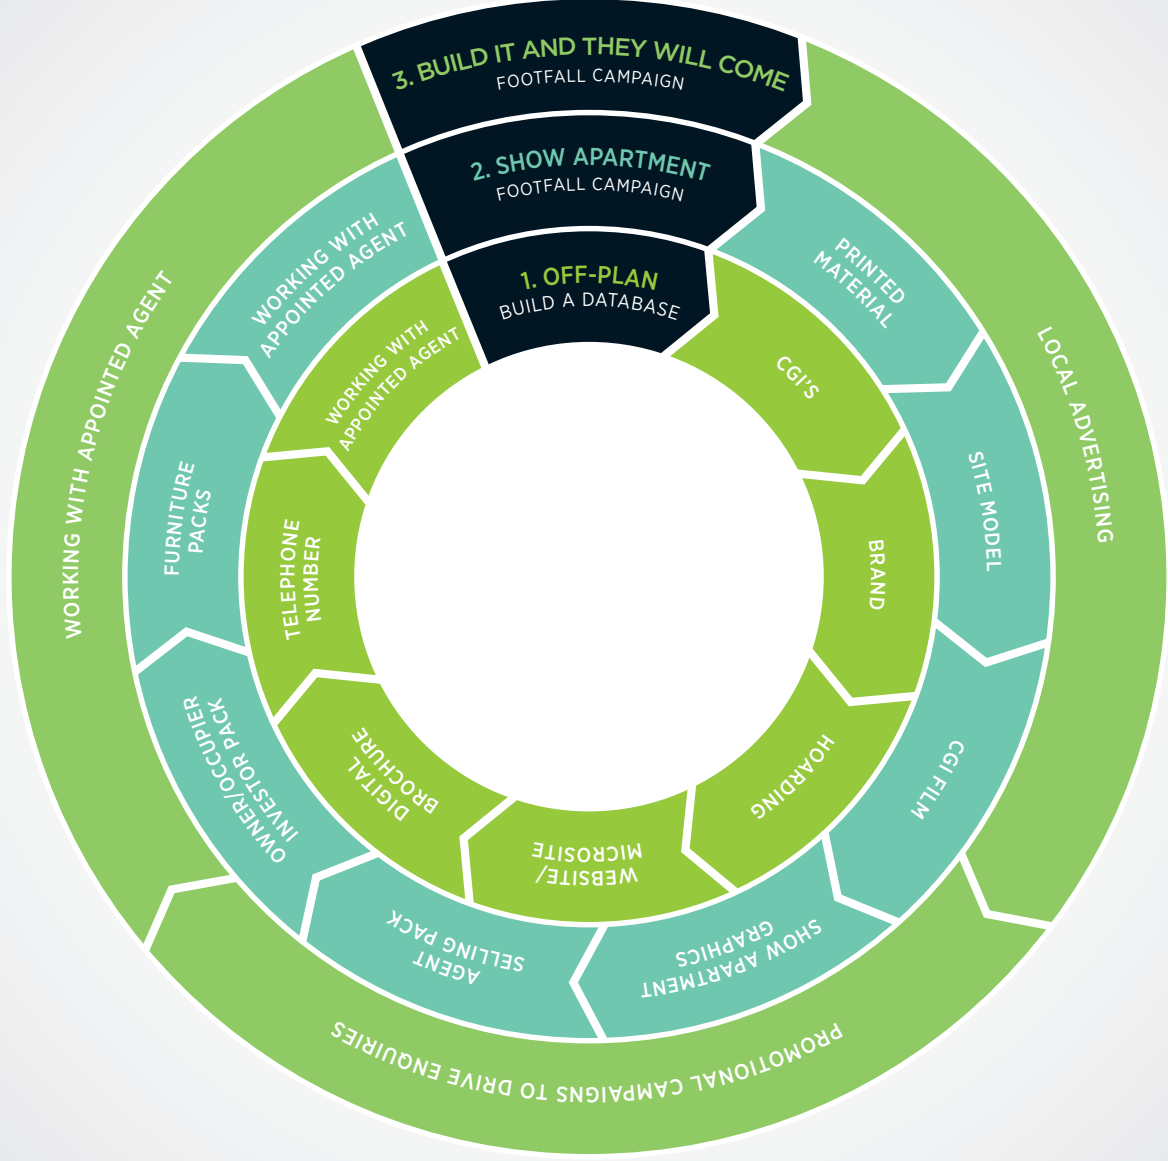 3. BUILD IT AND THEY WILL COME
FOOTFALL CAMPAIGN
LOCAL ADVERTISING
PROMOTIONAL CAMPAIGNS TO DRIVE ENQUIRIES
WORKING WITH APPOINTED AGENT
2. SHOW APARTMENT
FOOTFALL CAMPAIGN
PRINTED
MATERIAL
SITE MODEL
CGI FILM
SHOW APARTMENT
GRAPHICS
AGENT
SELLING PACK
OWNER/OCCUPIER
INVESTOR PACK
FURNITURE
PACKS
WORKING WITH
APPOINTED AGENT
1. OFF-PLAN
BUILD A DATABASE
CGI'S
BRAND
HOARDING
WEBSITE/
MICROSITE
DIGITAL
BROCHURE
TELEPHONE
NUMBER
WORKING WITH
APPOINTED AGENT